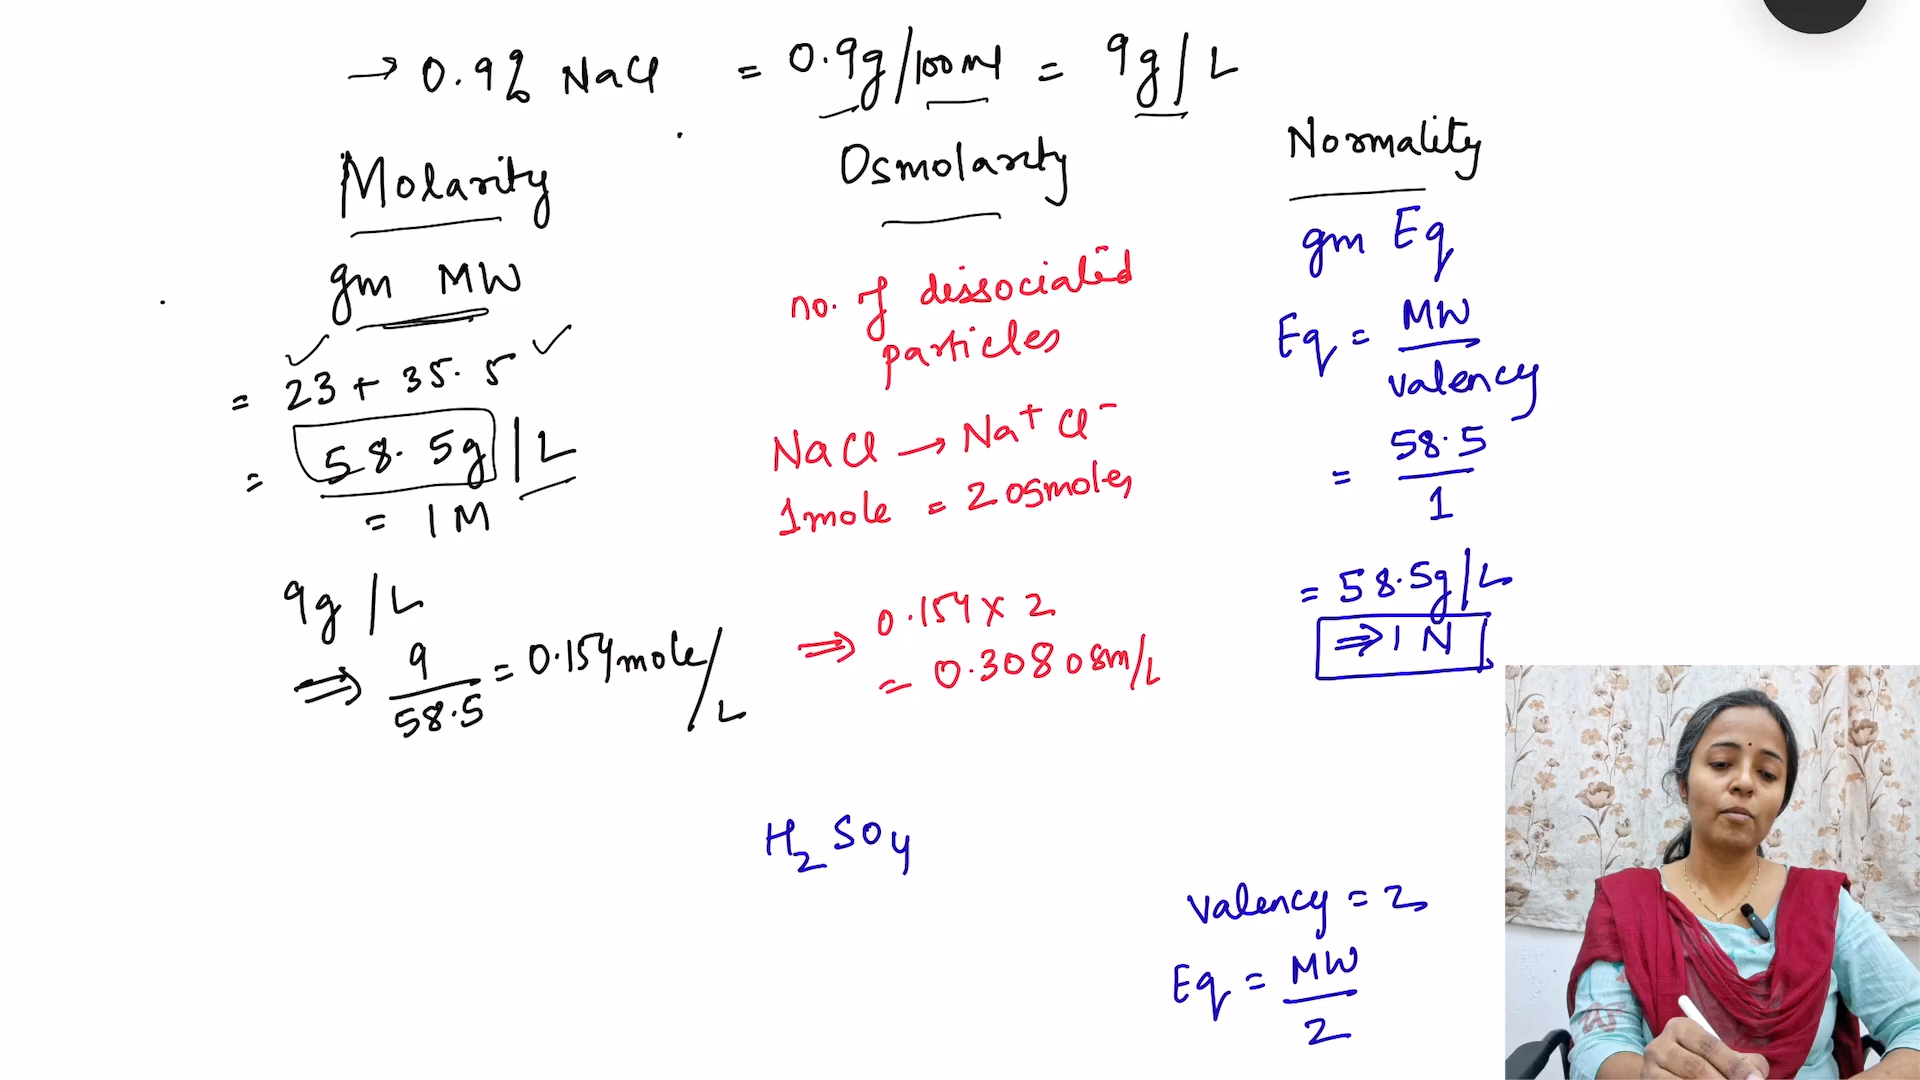 → 0.9% NaCl = 0.9g/100ml = 9g/L
Molarity
gm MW
= 23 + 35.5
= 58.5g/L
= 1M
9g/L
⇒ 9/58.5 = 0.154mole/L
Osmolarity
no. of dissociated
particles
NaCl → Na⁺ Cl⁻
1mole = 2 osmoles
⇒ 0.154 x 2
= 0.308 osm/L
Normality
gm Eq
Eq = MW/valency
= 58.5/1
= 58.5g/L
⇒ 1 N
H₂SO₄
valency = 2
Eq = MW/2